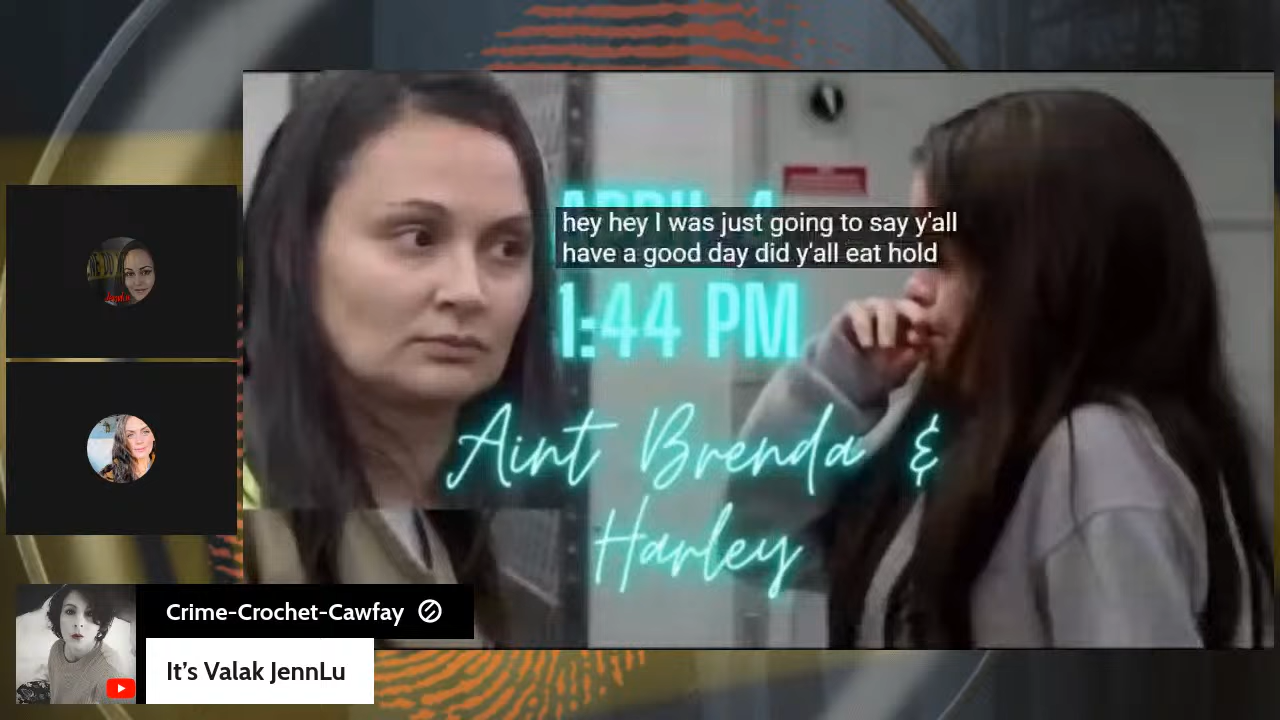 hey hey I was just going to say y'all
have a good day did y'all eat hold
1:44 PM
Aint Brenda &
Harley
Crime-Crochet-Cawfay
It’s Valak JennLu